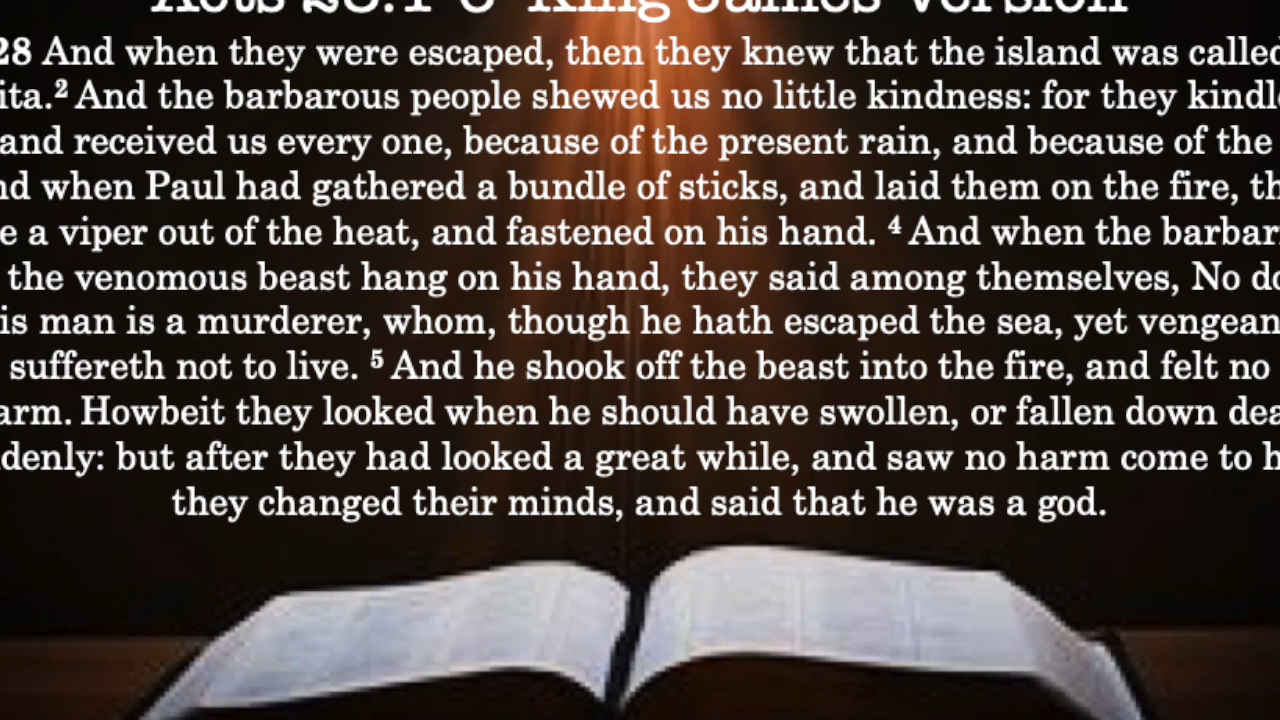 Acts 28:1-6 King James Version
28 And when they were escaped, then they knew that the island was called
ita.² And the barbarous people shewed us no little kindness: for they kindl
and received us every one, because of the present rain, and because of the
nd when Paul had gathered a bundle of sticks, and laid them on the fire, th
e a viper out of the heat, and fastened on his hand. ⁴ And when the barbar
the venomous beast hang on his hand, they said among themselves, No do
is man is a murderer, whom, though he hath escaped the sea, yet vengean
suffereth not to live. ⁵ And he shook off the beast into the fire, and felt no
arm. Howbeit they looked when he should have swollen, or fallen down dea
denly: but after they had looked a great while, and saw no harm come to h
they changed their minds, and said that he was a god.